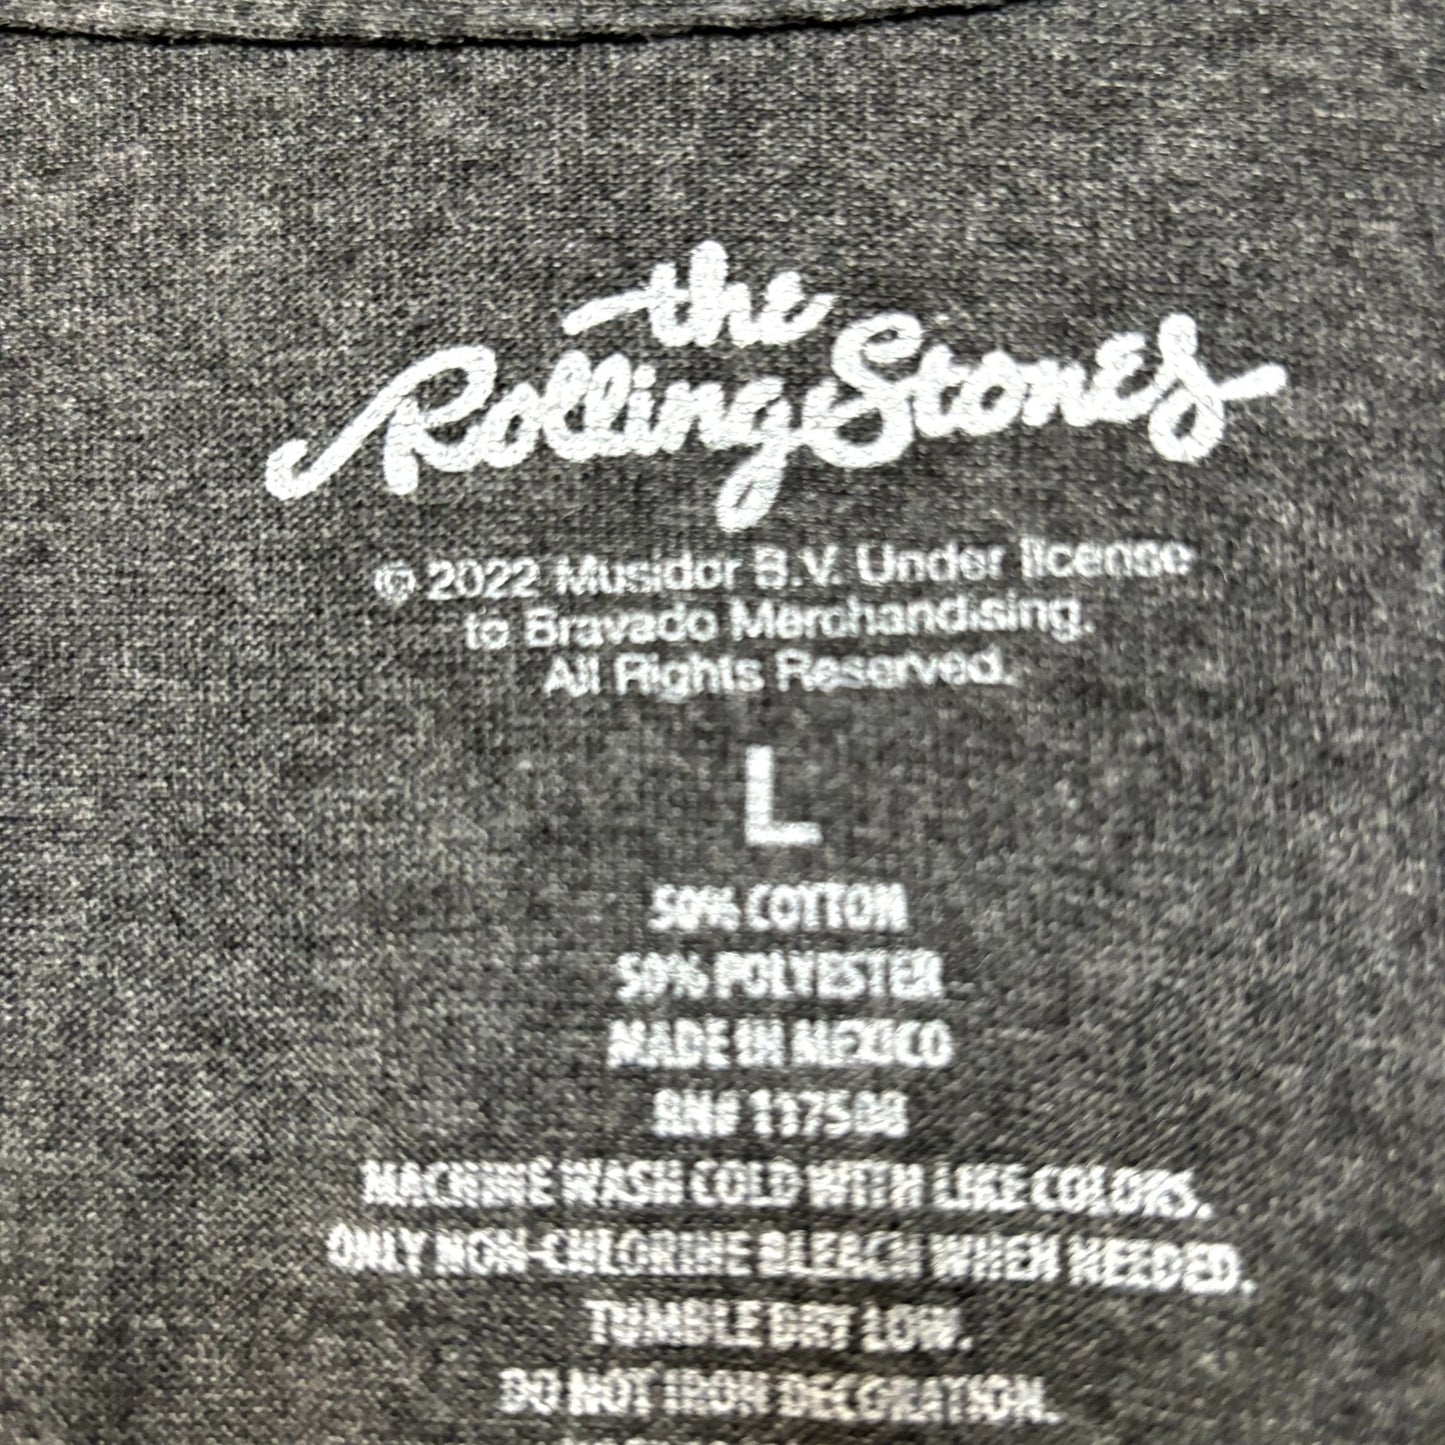 the
Rolling Stones
© 2022 Musidor B.V. Under license
to Bravado Merchandising.
All Rights Reserved.
L
50% COTTON
50% POLYESTER
MADE IN MEXICO
RN# 117508
MACHINE WASH COLD WITH LIKE COLORS.
ONLY NON-CHLORINE BLEACH WHEN NEEDED.
TUMBLE DRY LOW.
DO NOT IRON DECORATION.